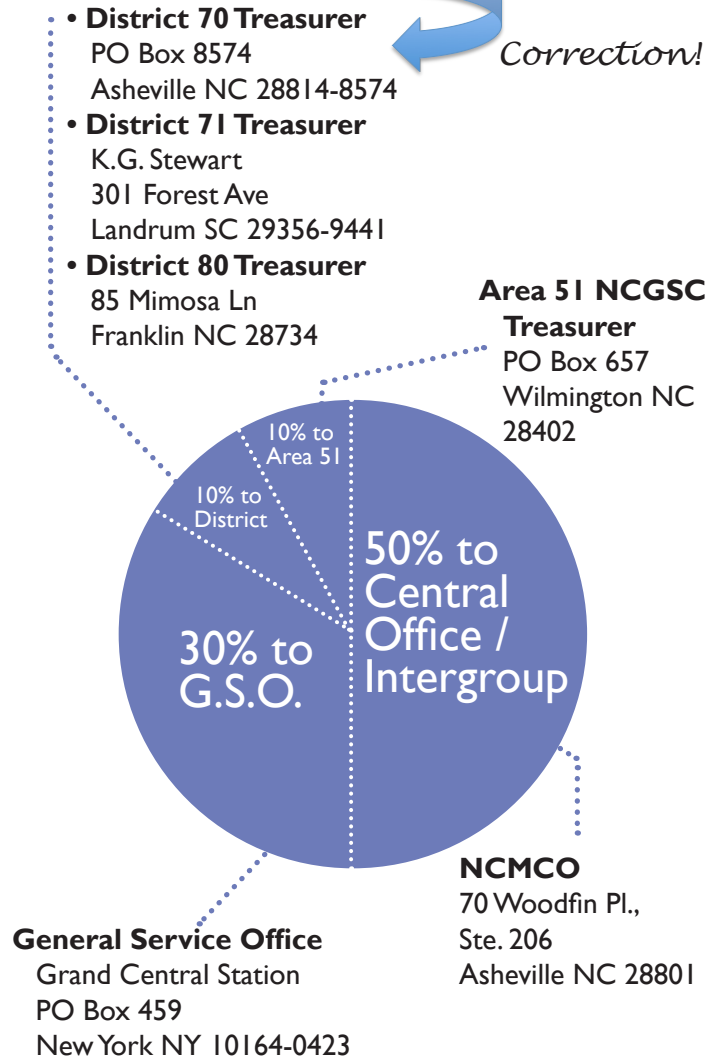 • District 70 Treasurer
PO Box 8574
Asheville NC 28814-8574
Correction!
• District 71 Treasurer
K.G. Stewart
301 Forest Ave
Landrum SC 29356-9441
• District 80 Treasurer
85 Mimosa Ln
Franklin NC 28734
Area 51 NCGSC
Treasurer
PO Box 657
Wilmington NC
28402
10% to
Area 51
10% to
District
50% to
Central
Office /
Intergroup
30% to
G.S.O.
NCMCO
70 Woodfin Pl.,
Ste. 206
Asheville NC 28801
General Service Office
Grand Central Station
PO Box 459
New York NY 10164-0423